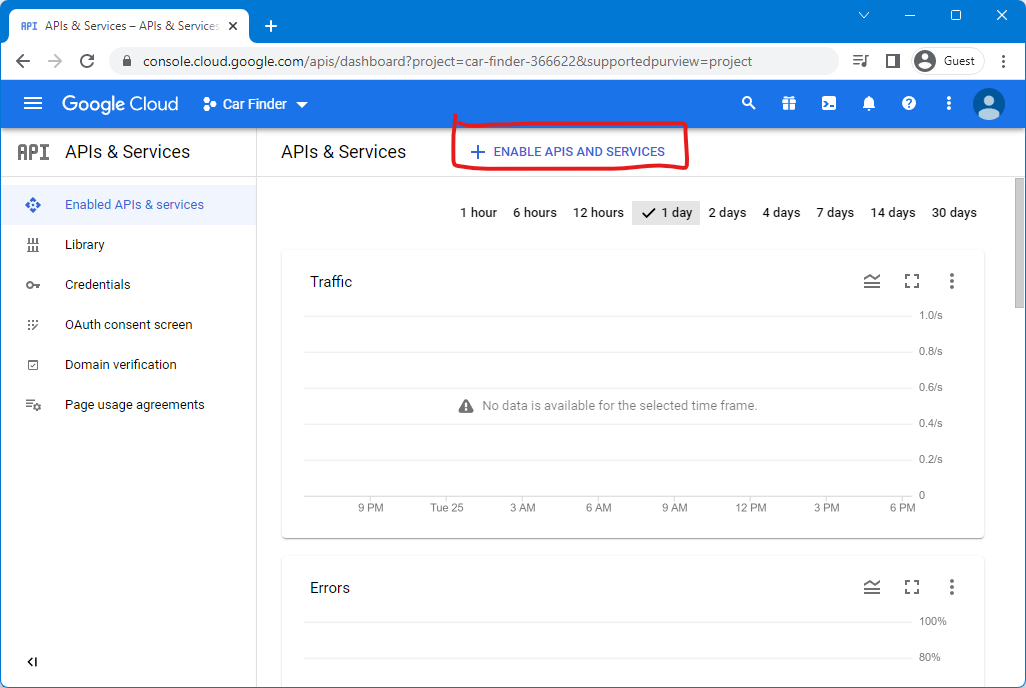 API APIs & Services – APIs & Services
console.cloud.google.com/apis/dashboard?project=car-finder-366622&supportedpurview=project
Guest
Google Cloud
Car Finder
API APIs & Services
APIs & Services
ENABLE APIS AND SERVICES
Enabled APIs & services
Library
Credentials
OAuth consent screen
Domain verification
Page usage agreements
1 hour 6 hours 12 hours 1 day 2 days 4 days 7 days 14 days 30 days
Traffic
1.0/s
0.8/s
0.6/s
No data is available for the selected time frame.
0.4/s
0.2/s
0
9 PM Tue 25 3 AM 6 AM 9 AM 12 PM 3 PM 6 PM
Errors
100%
80%